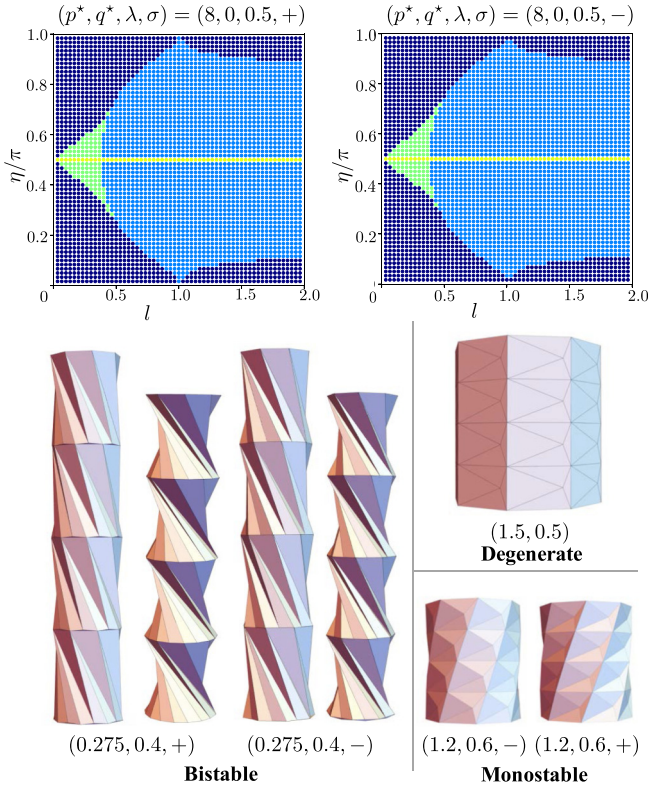 (p⋆, q⋆, λ, σ) = (8, 0, 0.5, +)
(p⋆, q⋆, λ, σ) = (8, 0, 0.5, −)
1.0
0.8
0.6
0.4
0.2
0
η/π
0.5
1.0
1.5
2.0
l
1.0
0.8
0.6
0.4
0.2
0
η/π
0.5
1.0
1.5
2.0
l
(1.5, 0.5)
Degenerate
(0.275, 0.4, +)
(0.275, 0.4, −)
Bistable
(1.2, 0.6, −)
(1.2, 0.6, +)
Monostable